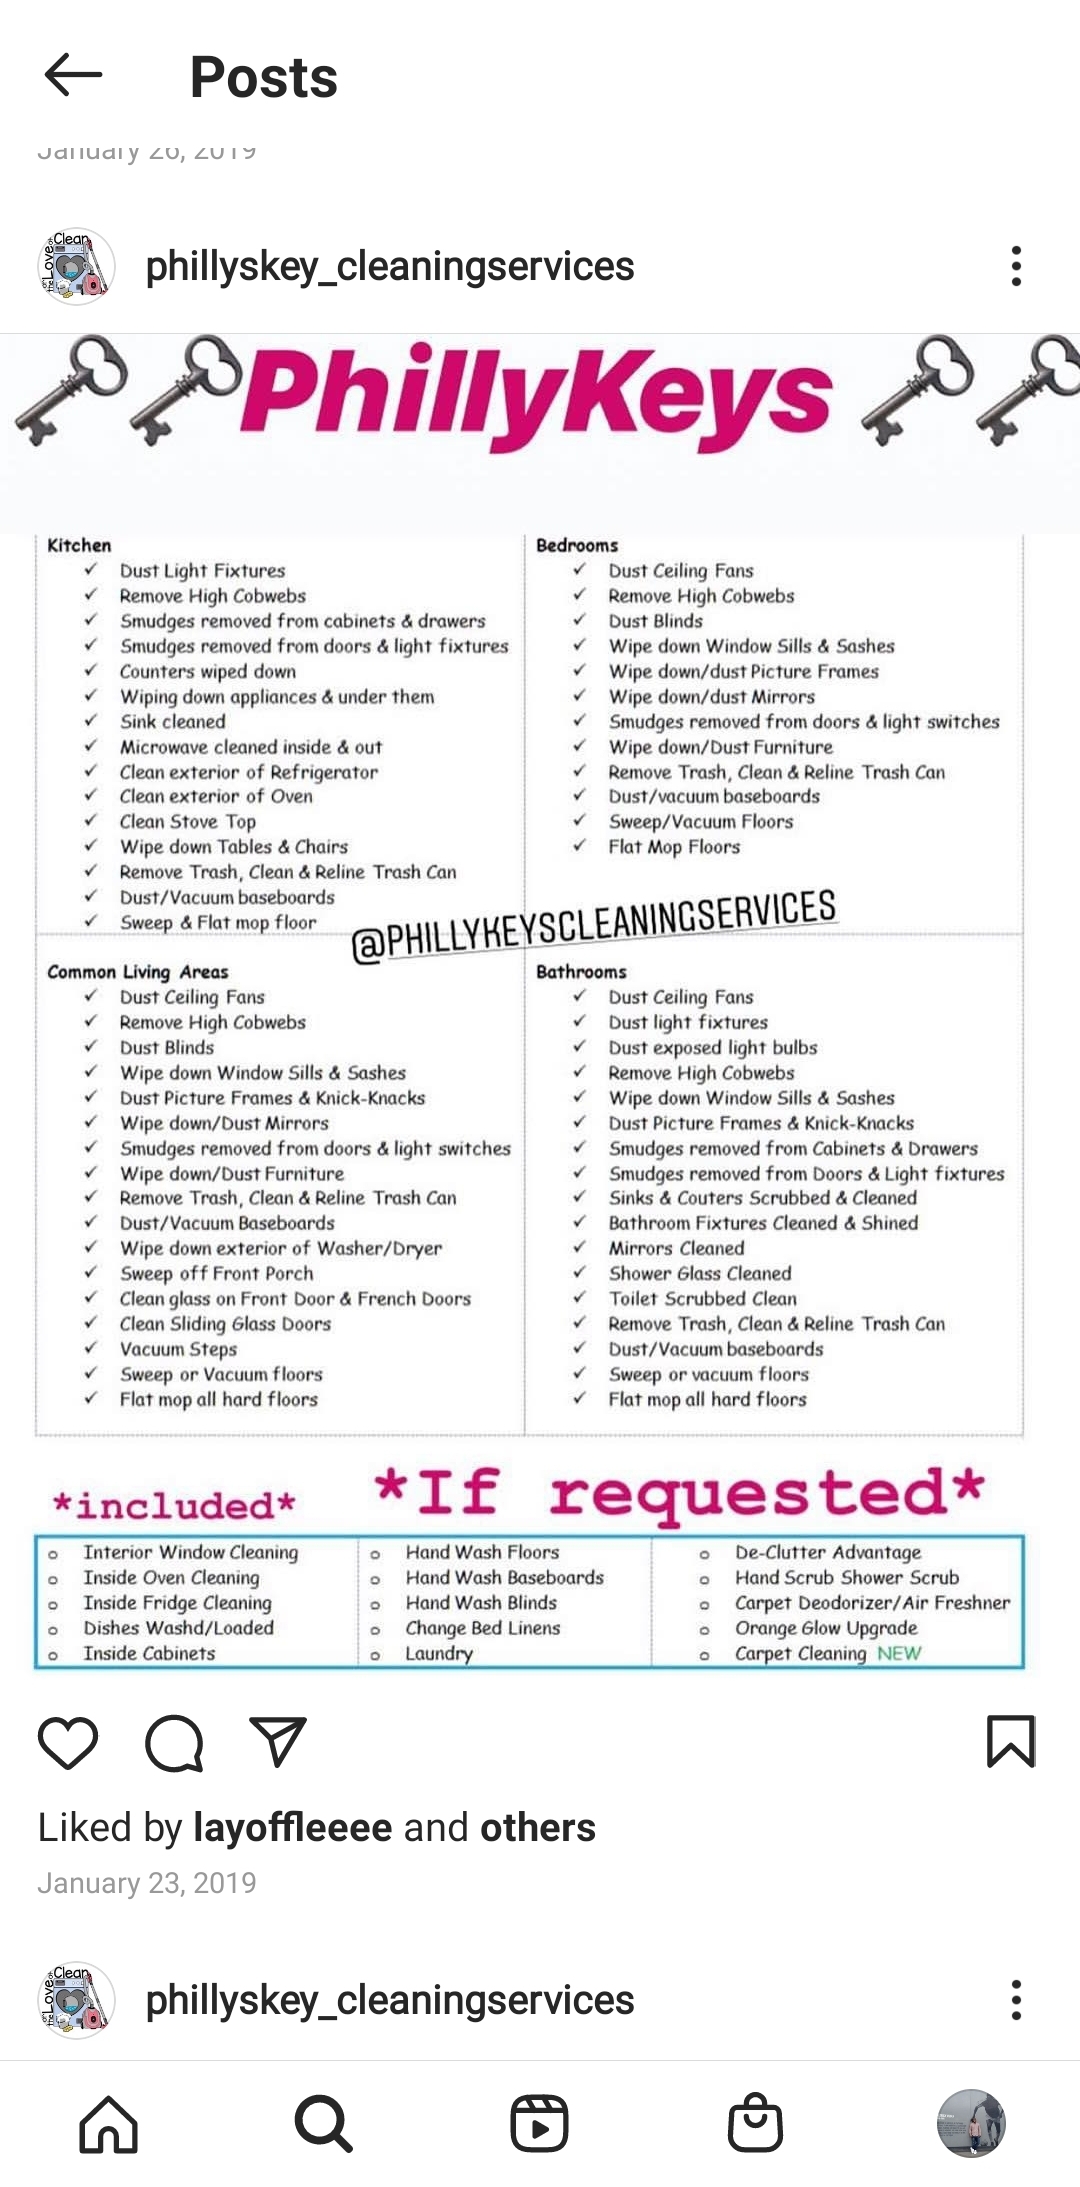 Posts
January 26, 2019
phillyskey_cleaningservices
PhillyKeys
Kitchen
Dust Light Fixtures
Remove High Cobwebs
Smudges removed from cabinets & drawers
Smudges removed from doors & light fixtures
Counters wiped down
Wiping down appliances & under them
Sink cleaned
Microwave cleaned inside & out
Clean exterior of Refrigerator
Clean exterior of Oven
Clean Stove Top
Wipe down Tables & Chairs
Remove Trash, Clean & Reline Trash Can
Dust/Vacuum baseboards
Sweep & Flat mop floor
Bedrooms
Dust Ceiling Fans
Remove High Cobwebs
Dust Blinds
Wipe down Window Sills & Sashes
Wipe down/dust Picture Frames
Wipe down/dust Mirrors
Smudges removed from doors & light switches
Wipe down/Dust Furniture
Remove Trash, Clean & Reline Trash Can
Dust/vacuum baseboards
Sweep/Vacuum Floors
Flat Mop Floors
@PHILLYKEYSCLEANINGSERVICES
Common Living Areas
Dust Ceiling Fans
Remove High Cobwebs
Dust Blinds
Wipe down Window Sills & Sashes
Dust Picture Frames & Knick-Knacks
Wipe down/Dust Mirrors
Smudges removed from doors & light switches
Wipe down/Dust Furniture
Remove Trash, Clean & Reline Trash Can
Dust/Vacuum Baseboards
Wipe down exterior of Washer/Dryer
Sweep off Front Porch
Clean glass on Front Door & French Doors
Clean Sliding Glass Doors
Vacuum Steps
Sweep or Vacuum floors
Flat mop all hard floors
Bathrooms
Dust Ceiling Fans
Dust light fixtures
Dust exposed light bulbs
Remove High Cobwebs
Wipe down Window Sills & Sashes
Dust Picture Frames & Knick-Knacks
Smudges removed from Cabinets & Drawers
Smudges removed from Doors & Light fixtures
Sinks & Couters Scrubbed & Cleaned
Bathroom Fixtures Cleaned & Shined
Mirrors Cleaned
Shower Glass Cleaned
Toilet Scrubbed Clean
Remove Trash, Clean & Reline Trash Can
Dust/Vacuum baseboards
Sweep or vacuum floors
Flat mop all hard floors
*included*
*If requested*
Interior Window Cleaning
Inside Oven Cleaning
Inside Fridge Cleaning
Dishes Washd/Loaded
Inside Cabinets
Hand Wash Floors
Hand Wash Baseboards
Hand Wash Blinds
Change Bed Linens
Laundry
De-Clutter Advantage
Hand Scrub Shower Scrub
Carpet Deodorizer/Air Freshner
Orange Glow Upgrade
Carpet Cleaning NEW
Liked by layoffleeee and others
January 23, 2019
phillyskey_cleaningservices